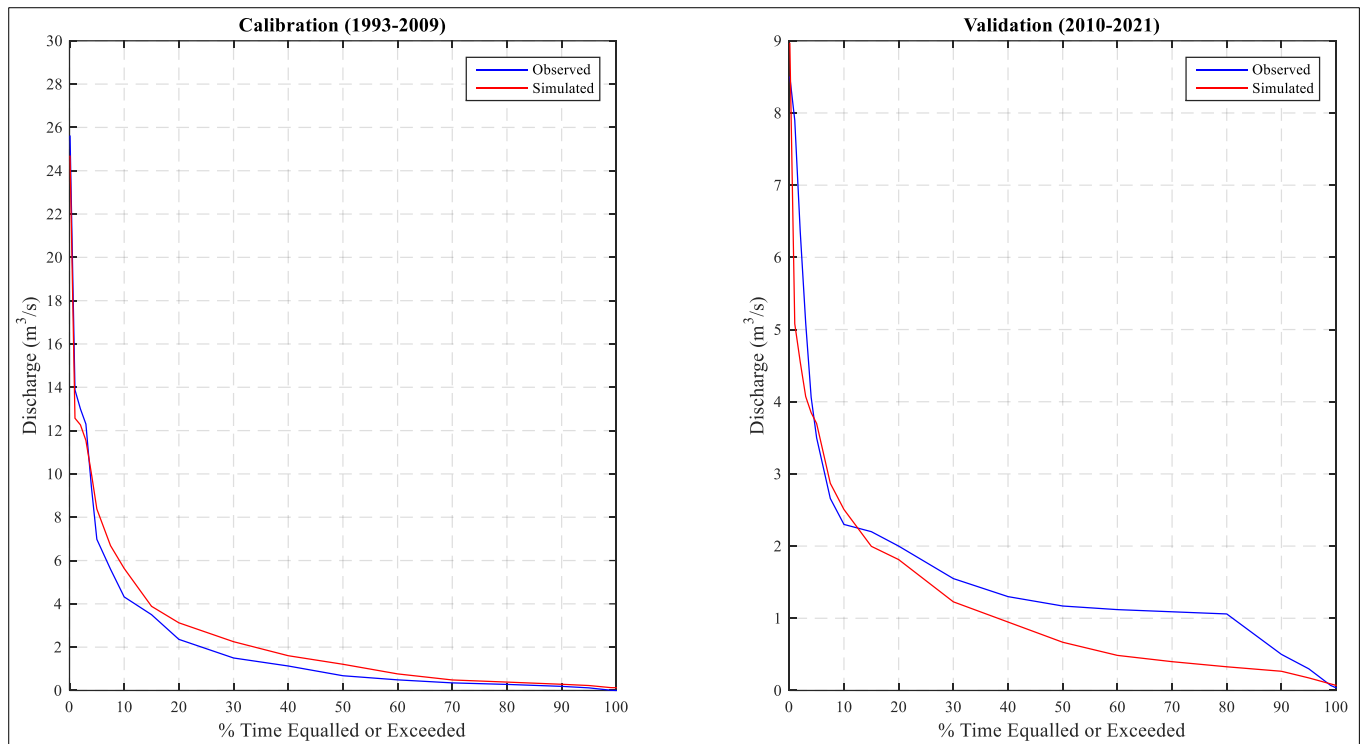 Calibration (1993-2009)
30
28
26
24
22
20
18
16
14
12
10
8
6
4
2
0
Discharge (m3/s)
Observed
Simulated
0 10 20 30 40 50 60 70 80 90 100
% Time Equalled or Exceeded
Validation (2010-2021)
9
8
7
6
5
4
3
2
1
0
Discharge (m3/s)
Observed
Simulated
0 10 20 30 40 50 60 70 80 90 100
% Time Equalled or Exceeded